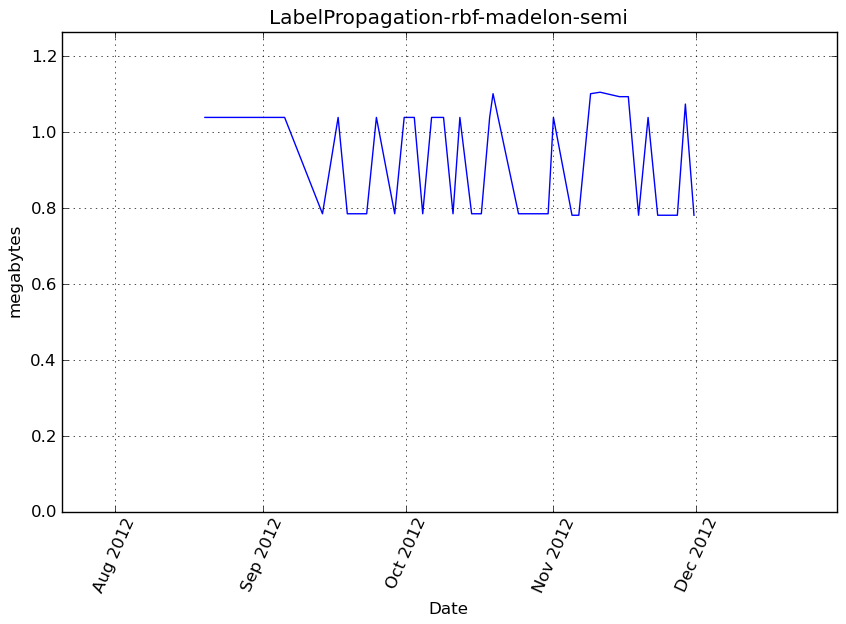 LabelPropagation-rbf-madelon-semi
1.2
1.0
0.8
0.6
0.4
0.2
0.0
megabytes
Aug 2012
Sep 2012
Oct 2012
Nov 2012
Dec 2012
Date